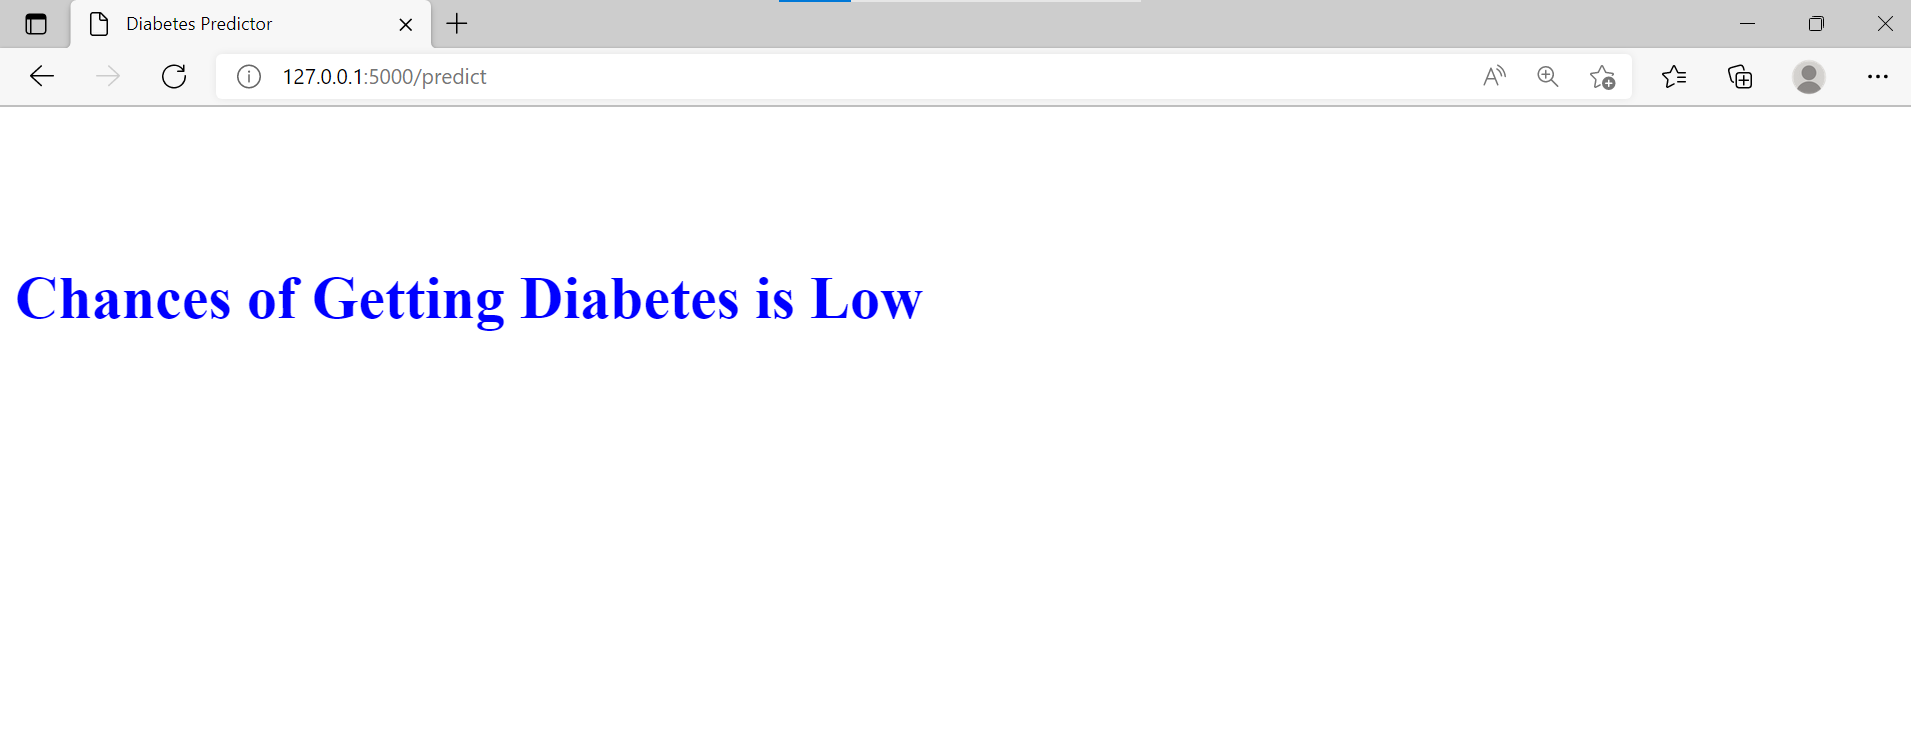 Diabetes Predictor
127.0.0.1:5000/predict
Chances of Getting Diabetes is Low